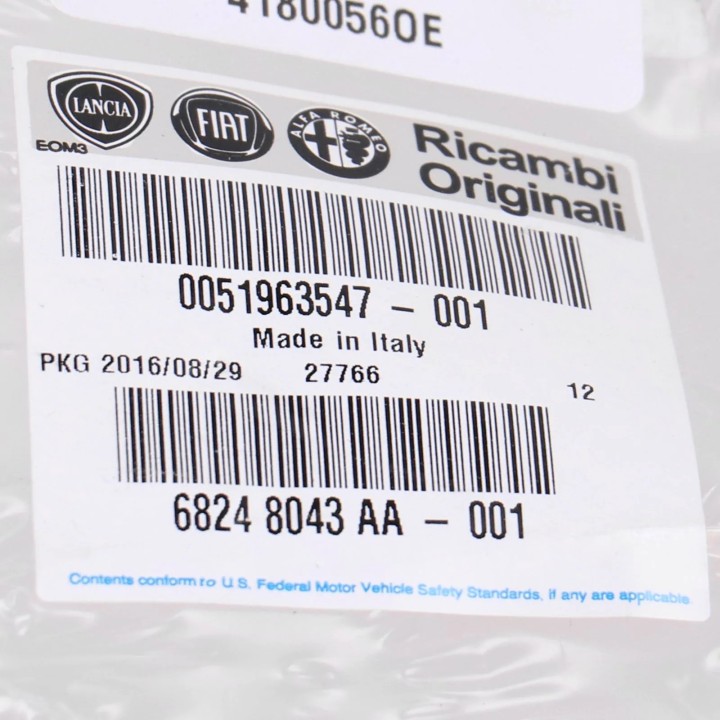 4180056OE
LANCIA
FIAT
ALFA ROMEO
Ricambi
Originali
EOM3
0051963547 - 001
Made in Italy
PKG 2016/08/29 27766 12
6824 8043 AA - 001
Contents conform to U.S. Federal Motor Vehicle Safety Standards, If any are applicable.